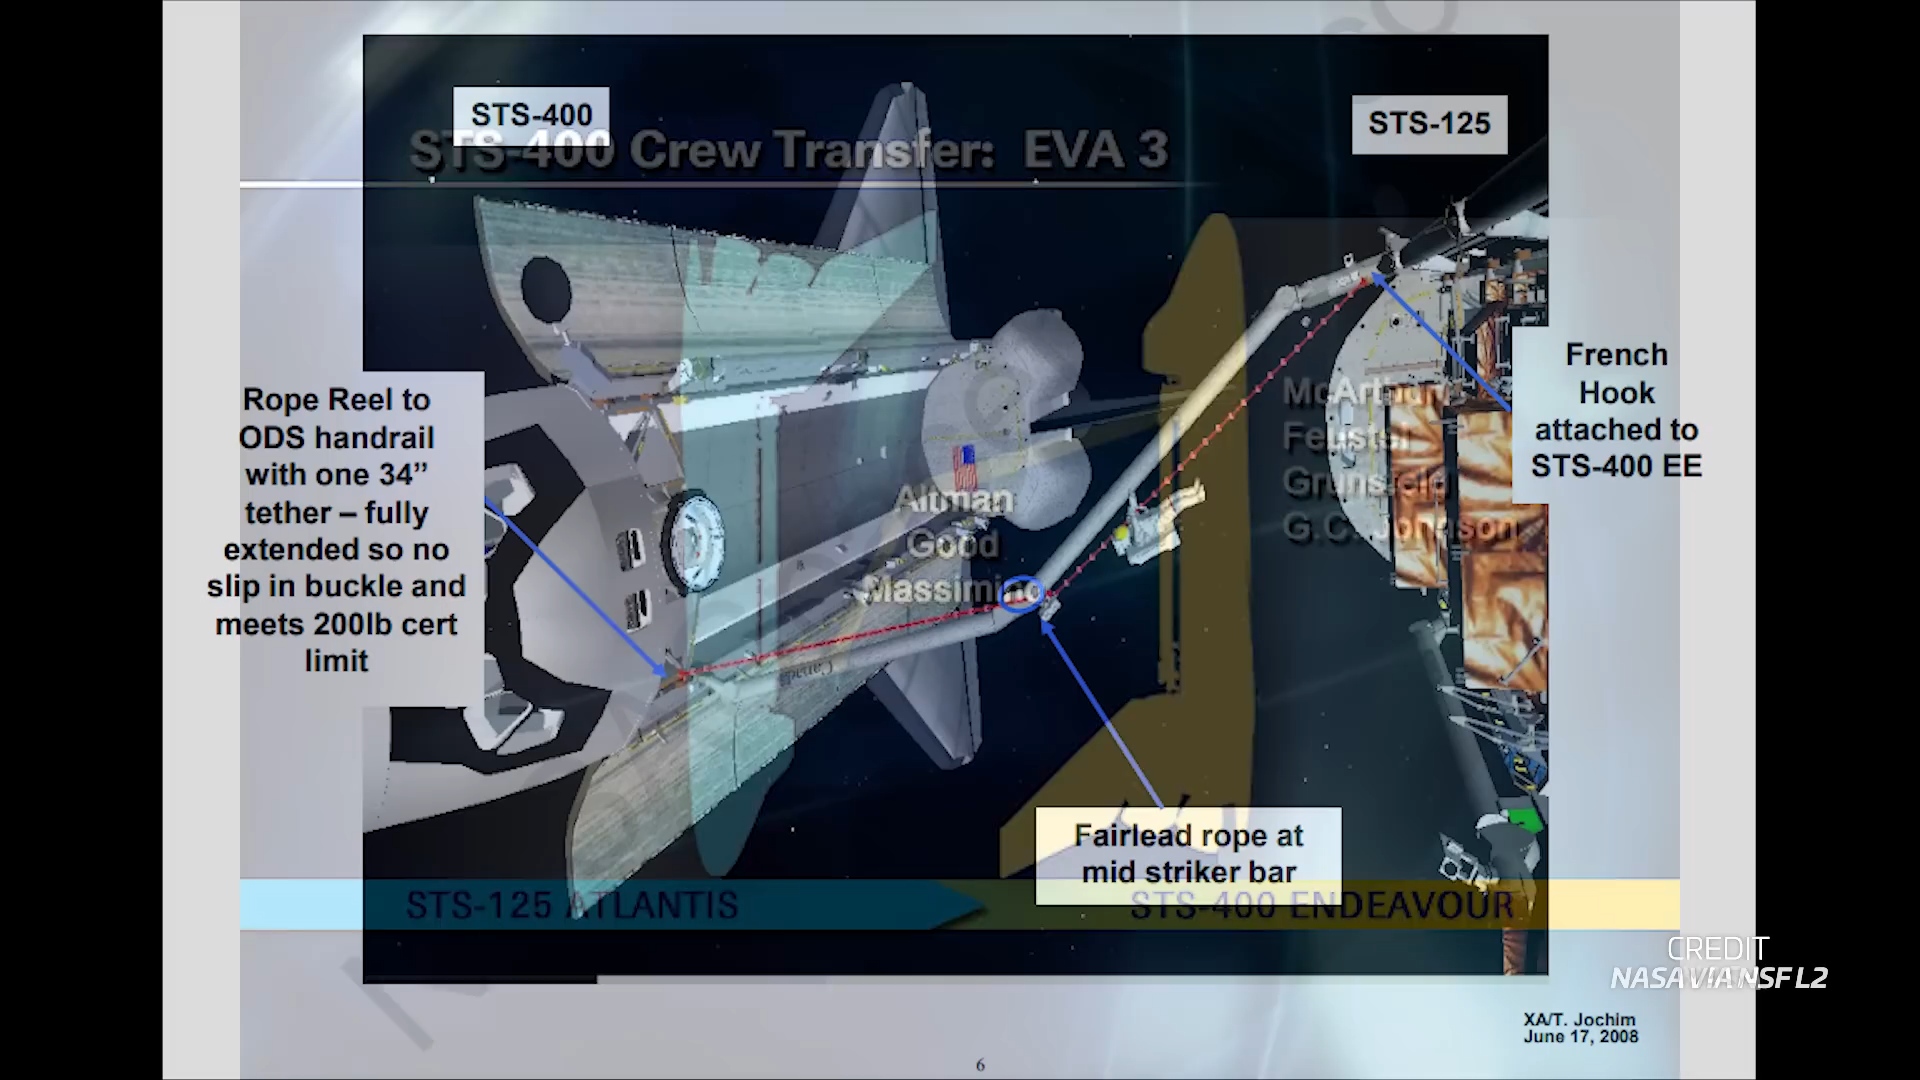 STS-400
STS-125
STS-400 Crew Transfer: EVA 3
French
Hook
attached to
STS-400 EE
Rope Reel to
ODS handrail
with one 34”
tether – fully
extended so no
slip in buckle and
meets 200lb cert
limit
McArthur
Feustel
Grunsfeld
G.C. Johnson
Altman
Good
Massimino
Fairlead rope at
mid striker bar
STS-125 ATLANTIS
STS-400 ENDEAVOUR
CREDIT
NASA VIA NSF L2
XA/T. Jochim
June 17, 2008
6